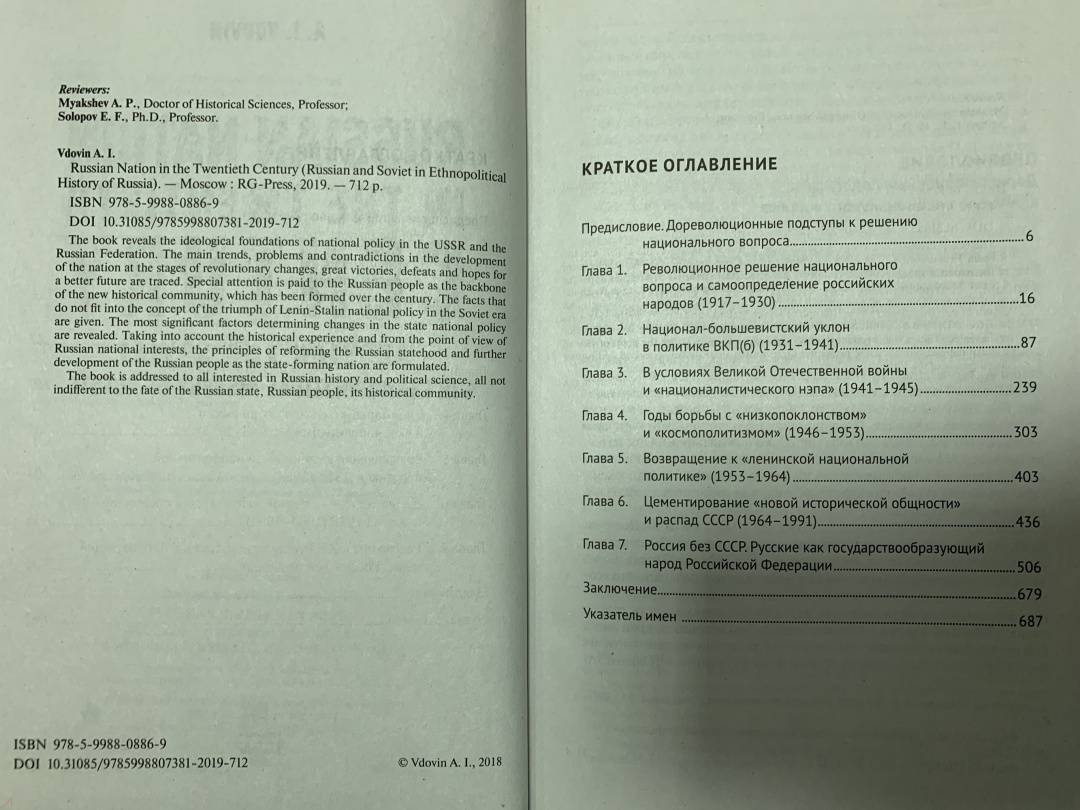 Reviewers:
Myakshev A. P., Doctor of Historical Sciences, Professor;
Solopov E. F., Ph.D., Professor.
Vdovin A. I.
Russian Nation in the Twentieth Century (Russian and Soviet in Ethnopolitical
History of Russia). — Moscow : RG-Press, 2019. — 712 p.
ISBN 978-5-9988-0886-9
DOI 10.31085/9785998807381-2019-712
The book reveals the ideological foundations of national policy in the USSR and the
Russian Federation. The main trends, problems and contradictions in the development
of the nation at the stages of revolutionary changes, great victories, defeats and hopes for
a better future are traced. Special attention is paid to the Russian people as the backbone
of the new historical community, which has been formed over the century. The facts that
do not fit into the concept of the triumph of Lenin-Stalin national policy in the Soviet era
are given. The most significant factors determining changes in the state national policy
are revealed. Taking into account the historical experience and from the point of view of
Russian national interests, the principles of reforming the Russian statehood and further
development of the Russian people as the state-forming nation are formulated.
The book is addressed to all interested in Russian history and political science, all not
indifferent to the fate of the Russian state, Russian people, its historical community.
ISBN 978-5-9988-0886-9
DOI 10.31085/9785998807381-2019-712
© Vdovin A. I., 2018
КРАТКОЕ ОГЛАВЛЕНИЕ
Предисловие. Дореволюционные подступы к решению
национального вопроса...6
Глава 1. Революционное решение национального
вопроса и самоопределение российских
народов (1917–1930)...16
Глава 2. Национал-большевистский уклон
в политике ВКП(б) (1931–1941)...87
Глава 3. В условиях Великой Отечественной войны
и «националистического нэпа» (1941–1945)...239
Глава 4. Годы борьбы с «низкопоклонством»
и «космополитизмом» (1946–1953)...303
Глава 5. Возвращение к «ленинской национальной
политике» (1953–1964)...403
Глава 6. Цементирование «новой исторической общности»
и распад СССР (1964–1991)...436
Глава 7. Россия без СССР. Русские как государствообразующий
народ Российской Федерации...506
Заключение...679
Указатель имен ...687